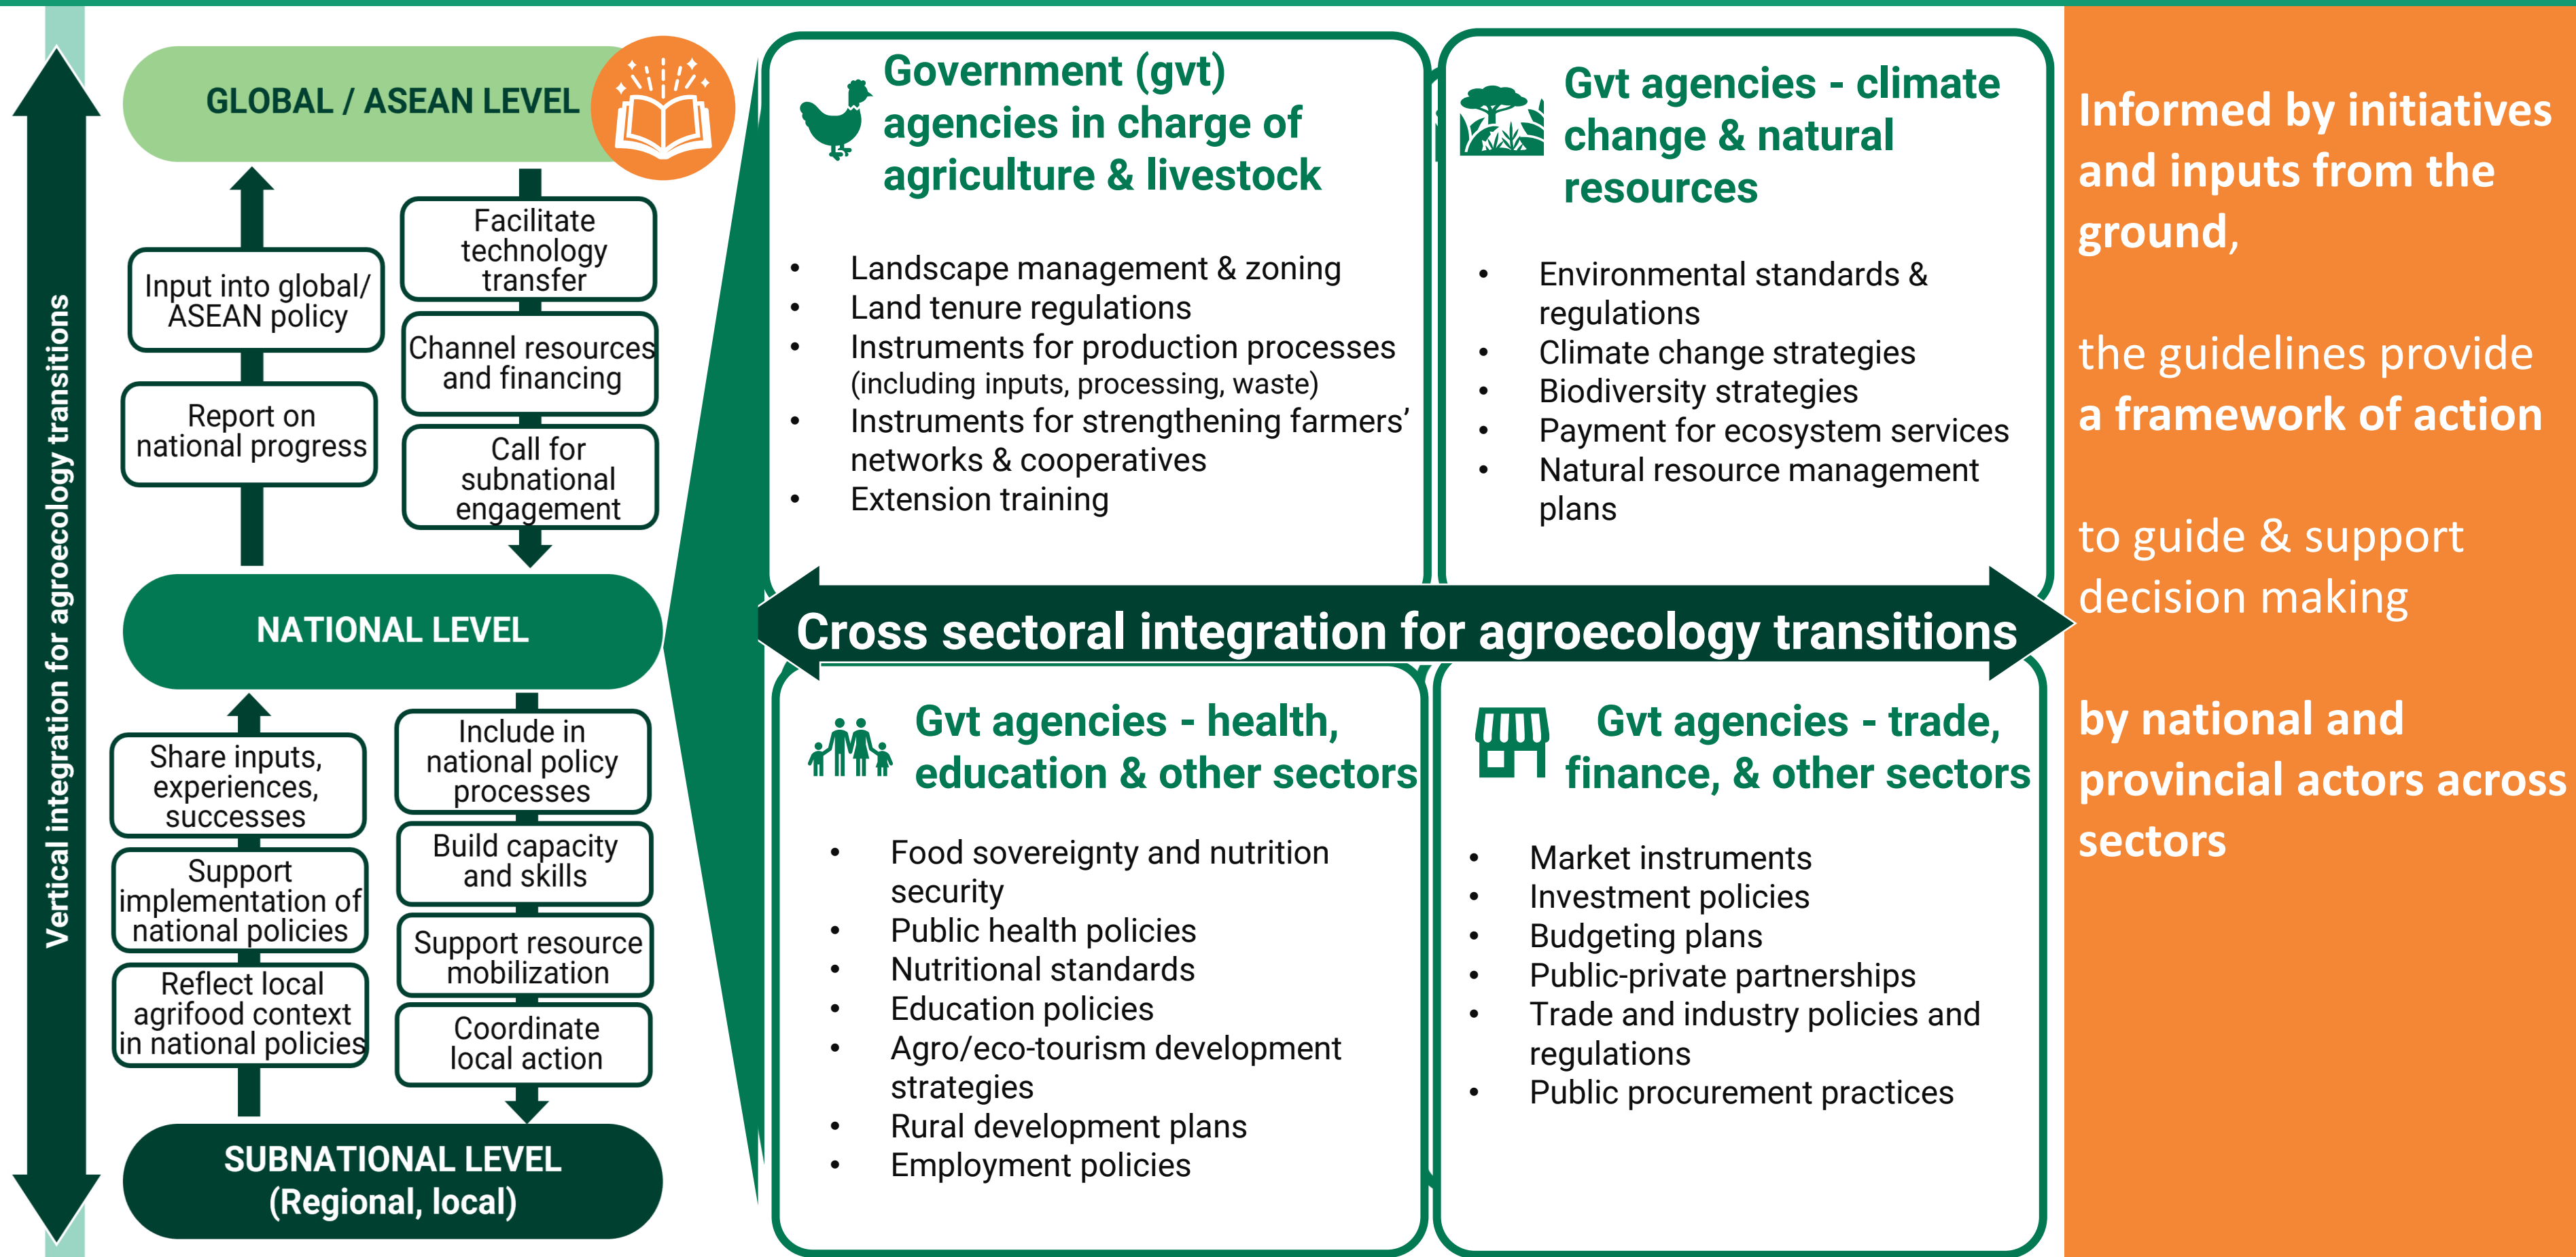 Vertical integration for agroecology transitions
GLOBAL / ASEAN LEVEL
Input into global/
ASEAN policy
Report on
national progress
Facilitate
technology
transfer
Channel resources
and financing
Call for
subnational
engagement
NATIONAL LEVEL
Share inputs,
experiences,
successes
Support
implementation of
national policies
Reflect local
agrifood context
in national policies
Include in
national policy
processes
Build capacity
and skills
Support resource
mobilization
Coordinate
local action
SUBNATIONAL LEVEL
(Regional, local)
Government (gvt)
agencies in charge of
agriculture & livestock
• Landscape management & zoning
• Land tenure regulations
• Instruments for production processes
(including inputs, processing, waste)
• Instruments for strengthening farmers’
networks & cooperatives
• Extension training
Gvt agencies - climate
change & natural
resources
• Environmental standards &
regulations
• Climate change strategies
• Biodiversity strategies
• Payment for ecosystem services
• Natural resource management
plans
Cross sectoral integration for agroecology transitions
Gvt agencies - health,
education & other sectors
• Food sovereignty and nutrition
security
• Public health policies
• Nutritional standards
• Education policies
• Agro/eco-tourism development
strategies
• Rural development plans
• Employment policies
Gvt agencies - trade,
finance, & other sectors
• Market instruments
• Investment policies
• Budgeting plans
• Public-private partnerships
• Trade and industry policies and
regulations
• Public procurement practices
Informed by initiatives
and inputs from the
ground,
the guidelines provide
a framework of action
to guide & support
decision making
by national and
provincial actors across
sectors